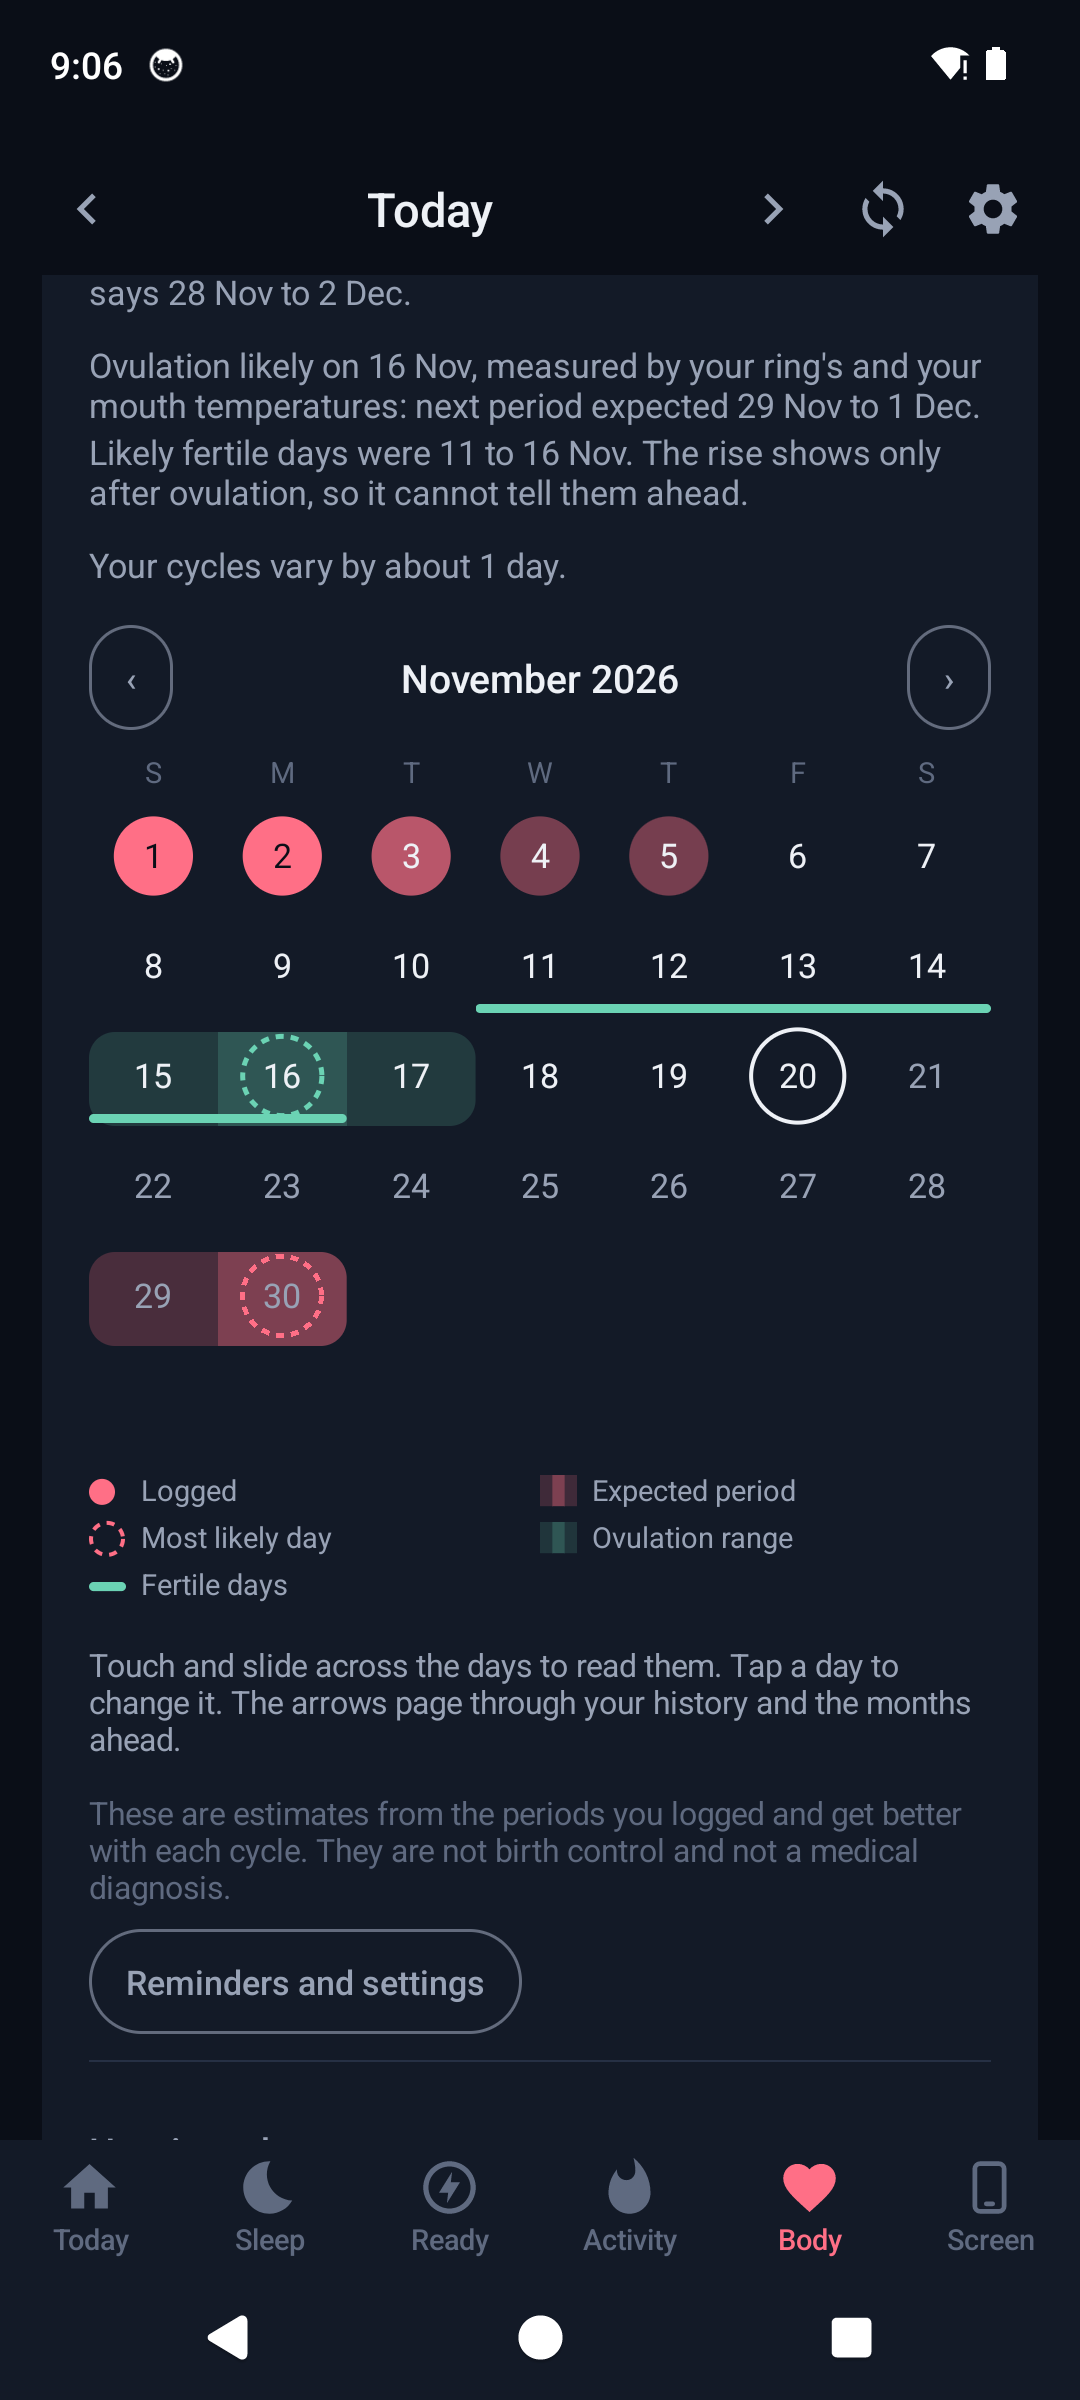 9:06
Today
says 28 Nov to 2 Dec.
Ovulation likely on 16 Nov, measured by your ring's and your
mouth temperatures: next period expected 29 Nov to 1 Dec.
Likely fertile days were 11 to 16 Nov. The rise shows only
after ovulation, so it cannot tell them ahead.
Your cycles vary by about 1 day.
‹ November 2026 ›
S M T W T F S
1 2 3 4 5 6 7
8 9 10 11 12 13 14
15 16 17 18 19 20 21
22 23 24 25 26 27 28
29 30
Logged Expected period
Most likely day Ovulation range
Fertile days
Touch and slide across the days to read them. Tap a day to
change it. The arrows page through your history and the months
ahead.
These are estimates from the periods you logged and get better
with each cycle. They are not birth control and not a medical
diagnosis.
Reminders and settings
Today Sleep Ready Activity Body Screen